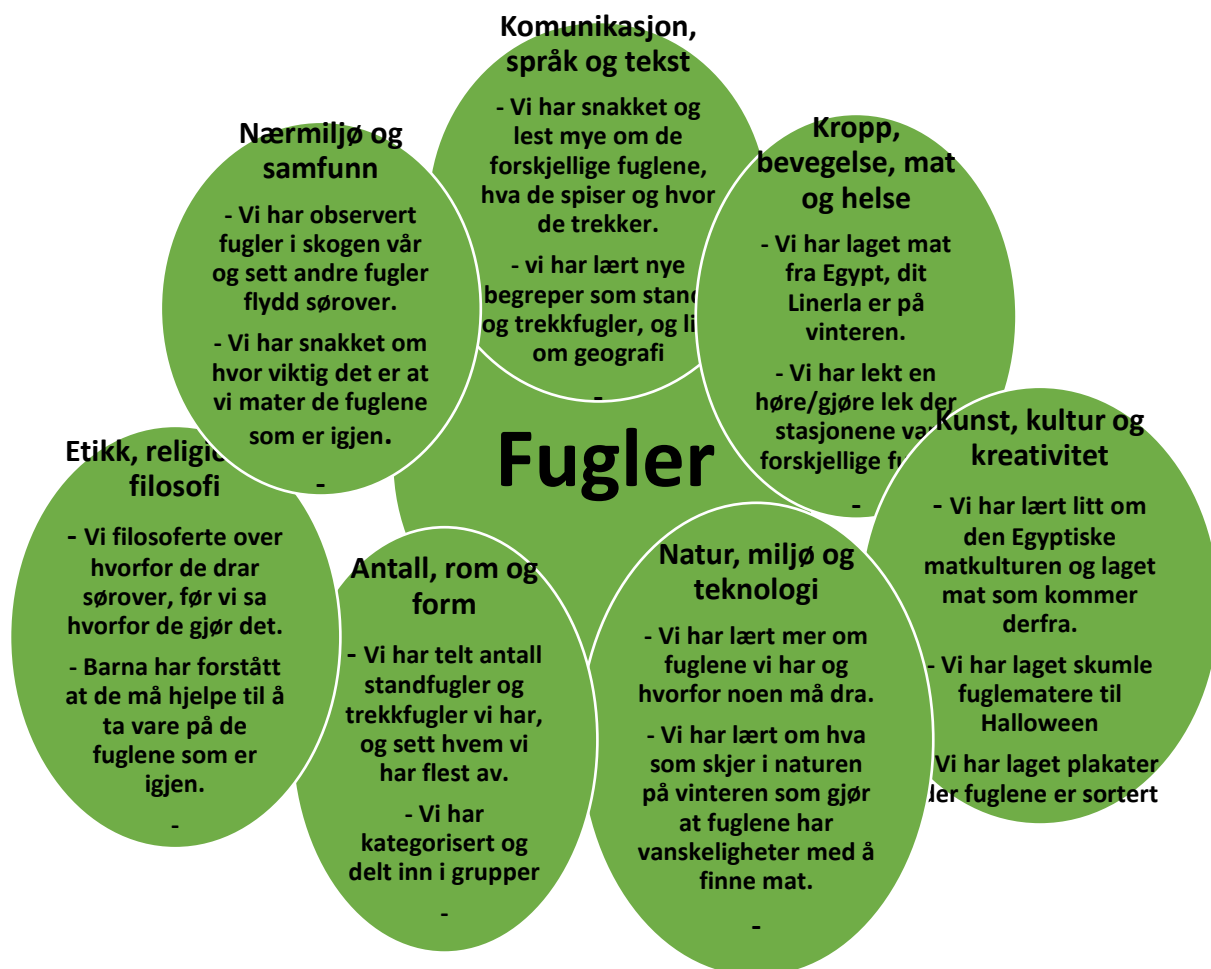 Komunikasjon,
språk og tekst
- Vi har snakket og
lest mye om de
forskjellige fuglene,
hva de spiser og hvor
de trekker.
- vi har lært nye
begreper som
og trekkfugler, og
om geografi
-
Kropp,
bevegelse, mat
og helse
- Vi har laget mat
fra Egypt, dit
Linerla er på
vinteren.
- Vi har lekt en
høre/gjøre lek der
stasjonene
forskjellige
-
Kunst, kultur og
kreativitet
- Vi har lært litt om
den Egyptiske
matkulturen og laget
mat som kommer
derfra.
- Vi har laget skumle
fuglematere til
Halloween
Vi har laget plakater
der fuglene er sortert
Natur, miljø og
teknologi
- Vi har lært mer om
fuglene vi har og
hvorfor noen må dra.
- Vi har lært om hva
som skjer i naturen
på vinteren som gjør
at fuglene har
vanskeligheter med å
finne mat.
-
Antall, rom og
form
- Vi har telt antall
standfugler og
trekkfugler vi har,
og sett hvem vi
har flest av.
- Vi har
kategorisert og
delt inn i grupper
-
Etikk,
filosofi
- Vi filosoferte over
hvorfor de drar
sørover, før vi sa
hvorfor de gjør det.
- Barna har forstått
at de må hjelpe til å
ta vare på de
fuglene som er
igjen.
-
Nærmiljø og
samfunn
- Vi har observert
fugler i skogen vår
og sett andre fugler
flydd sørover.
- Vi har snakket om
hvor viktig det er at
vi mater de fuglene
som er igjen.
-
Fugler